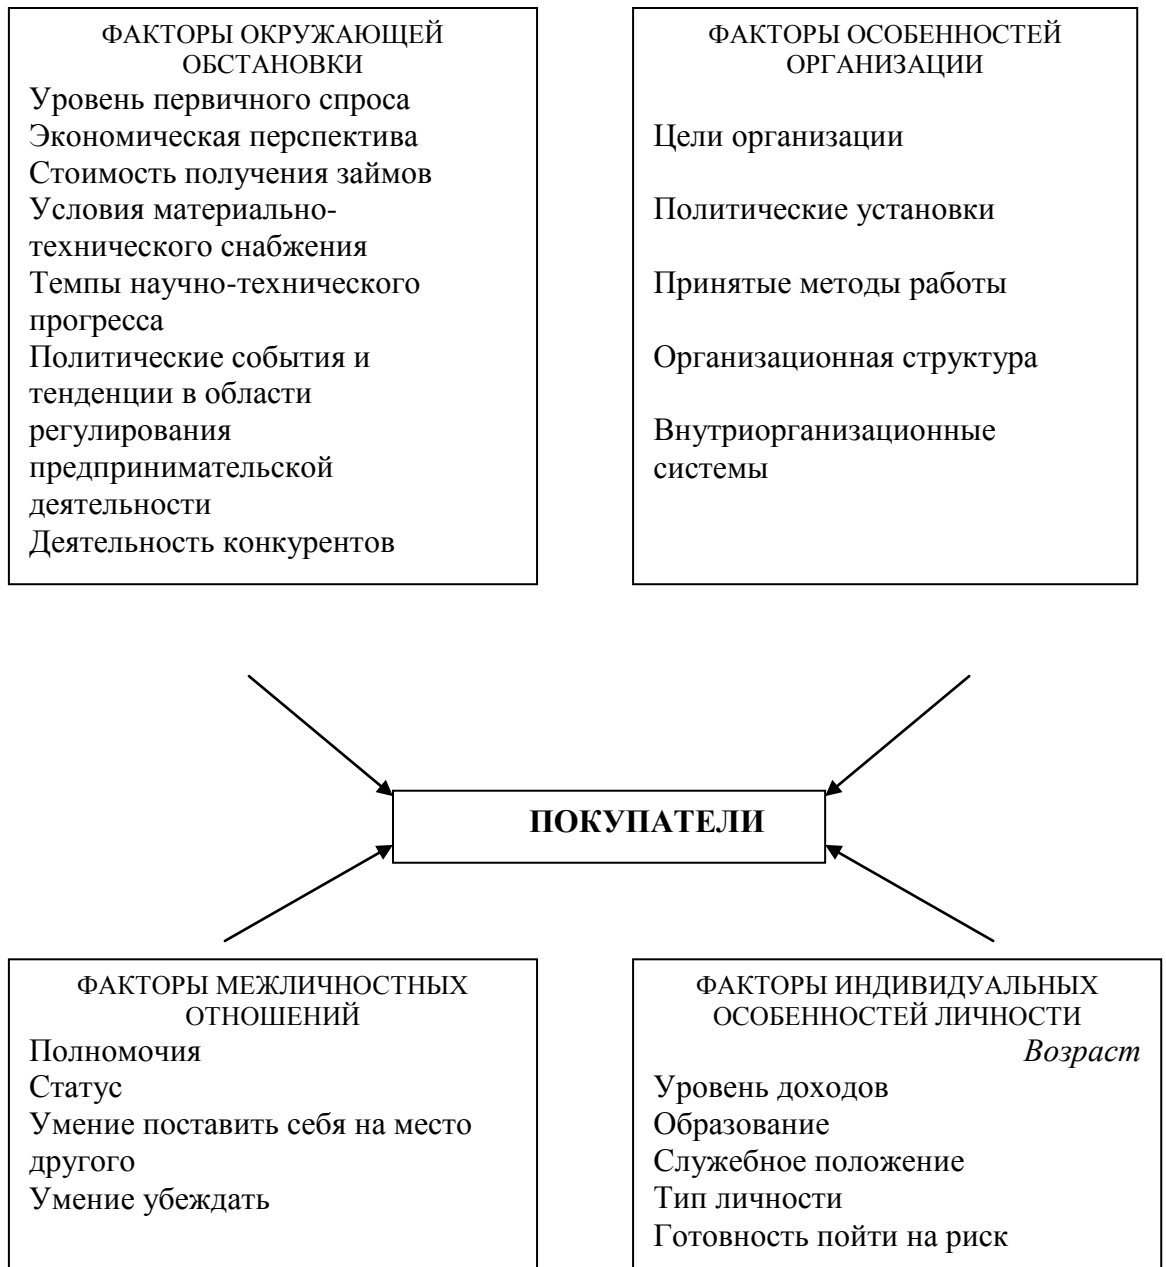 ФАКТОРЫ ОКРУЖАЮЩЕЙ
ОБСТАНОВКИ
Уровень первичного спроса
Экономическая перспектива
Стоимость получения займов
Условия материально-
технического снабжения
Темпы научно-технического
прогресса
Политические события и
тенденции в области
регулирования
предпринимательской
деятельности
Деятельность конкурентов
ФАКТОРЫ ОСОБЕННОСТЕЙ
ОРГАНИЗАЦИИ
Цели организации
Политические установки
Принятые методы работы
Организационная структура
Внутриорганизационные
системы
ПОКУПАТЕЛИ
ФАКТОРЫ МЕЖЛИЧНОСТНЫХ
ОТНОШЕНИЙ
Полномочия
Статус
Умение поставить себя на место
другого
Умение убеждать
ФАКТОРЫ ИНДИВИДУАЛЬНЫХ
ОСОБЕННОСТЕЙ ЛИЧНОСТИ
Возраст
Уровень доходов
Образование
Служебное положение
Тип личности
Готовность пойти на риск